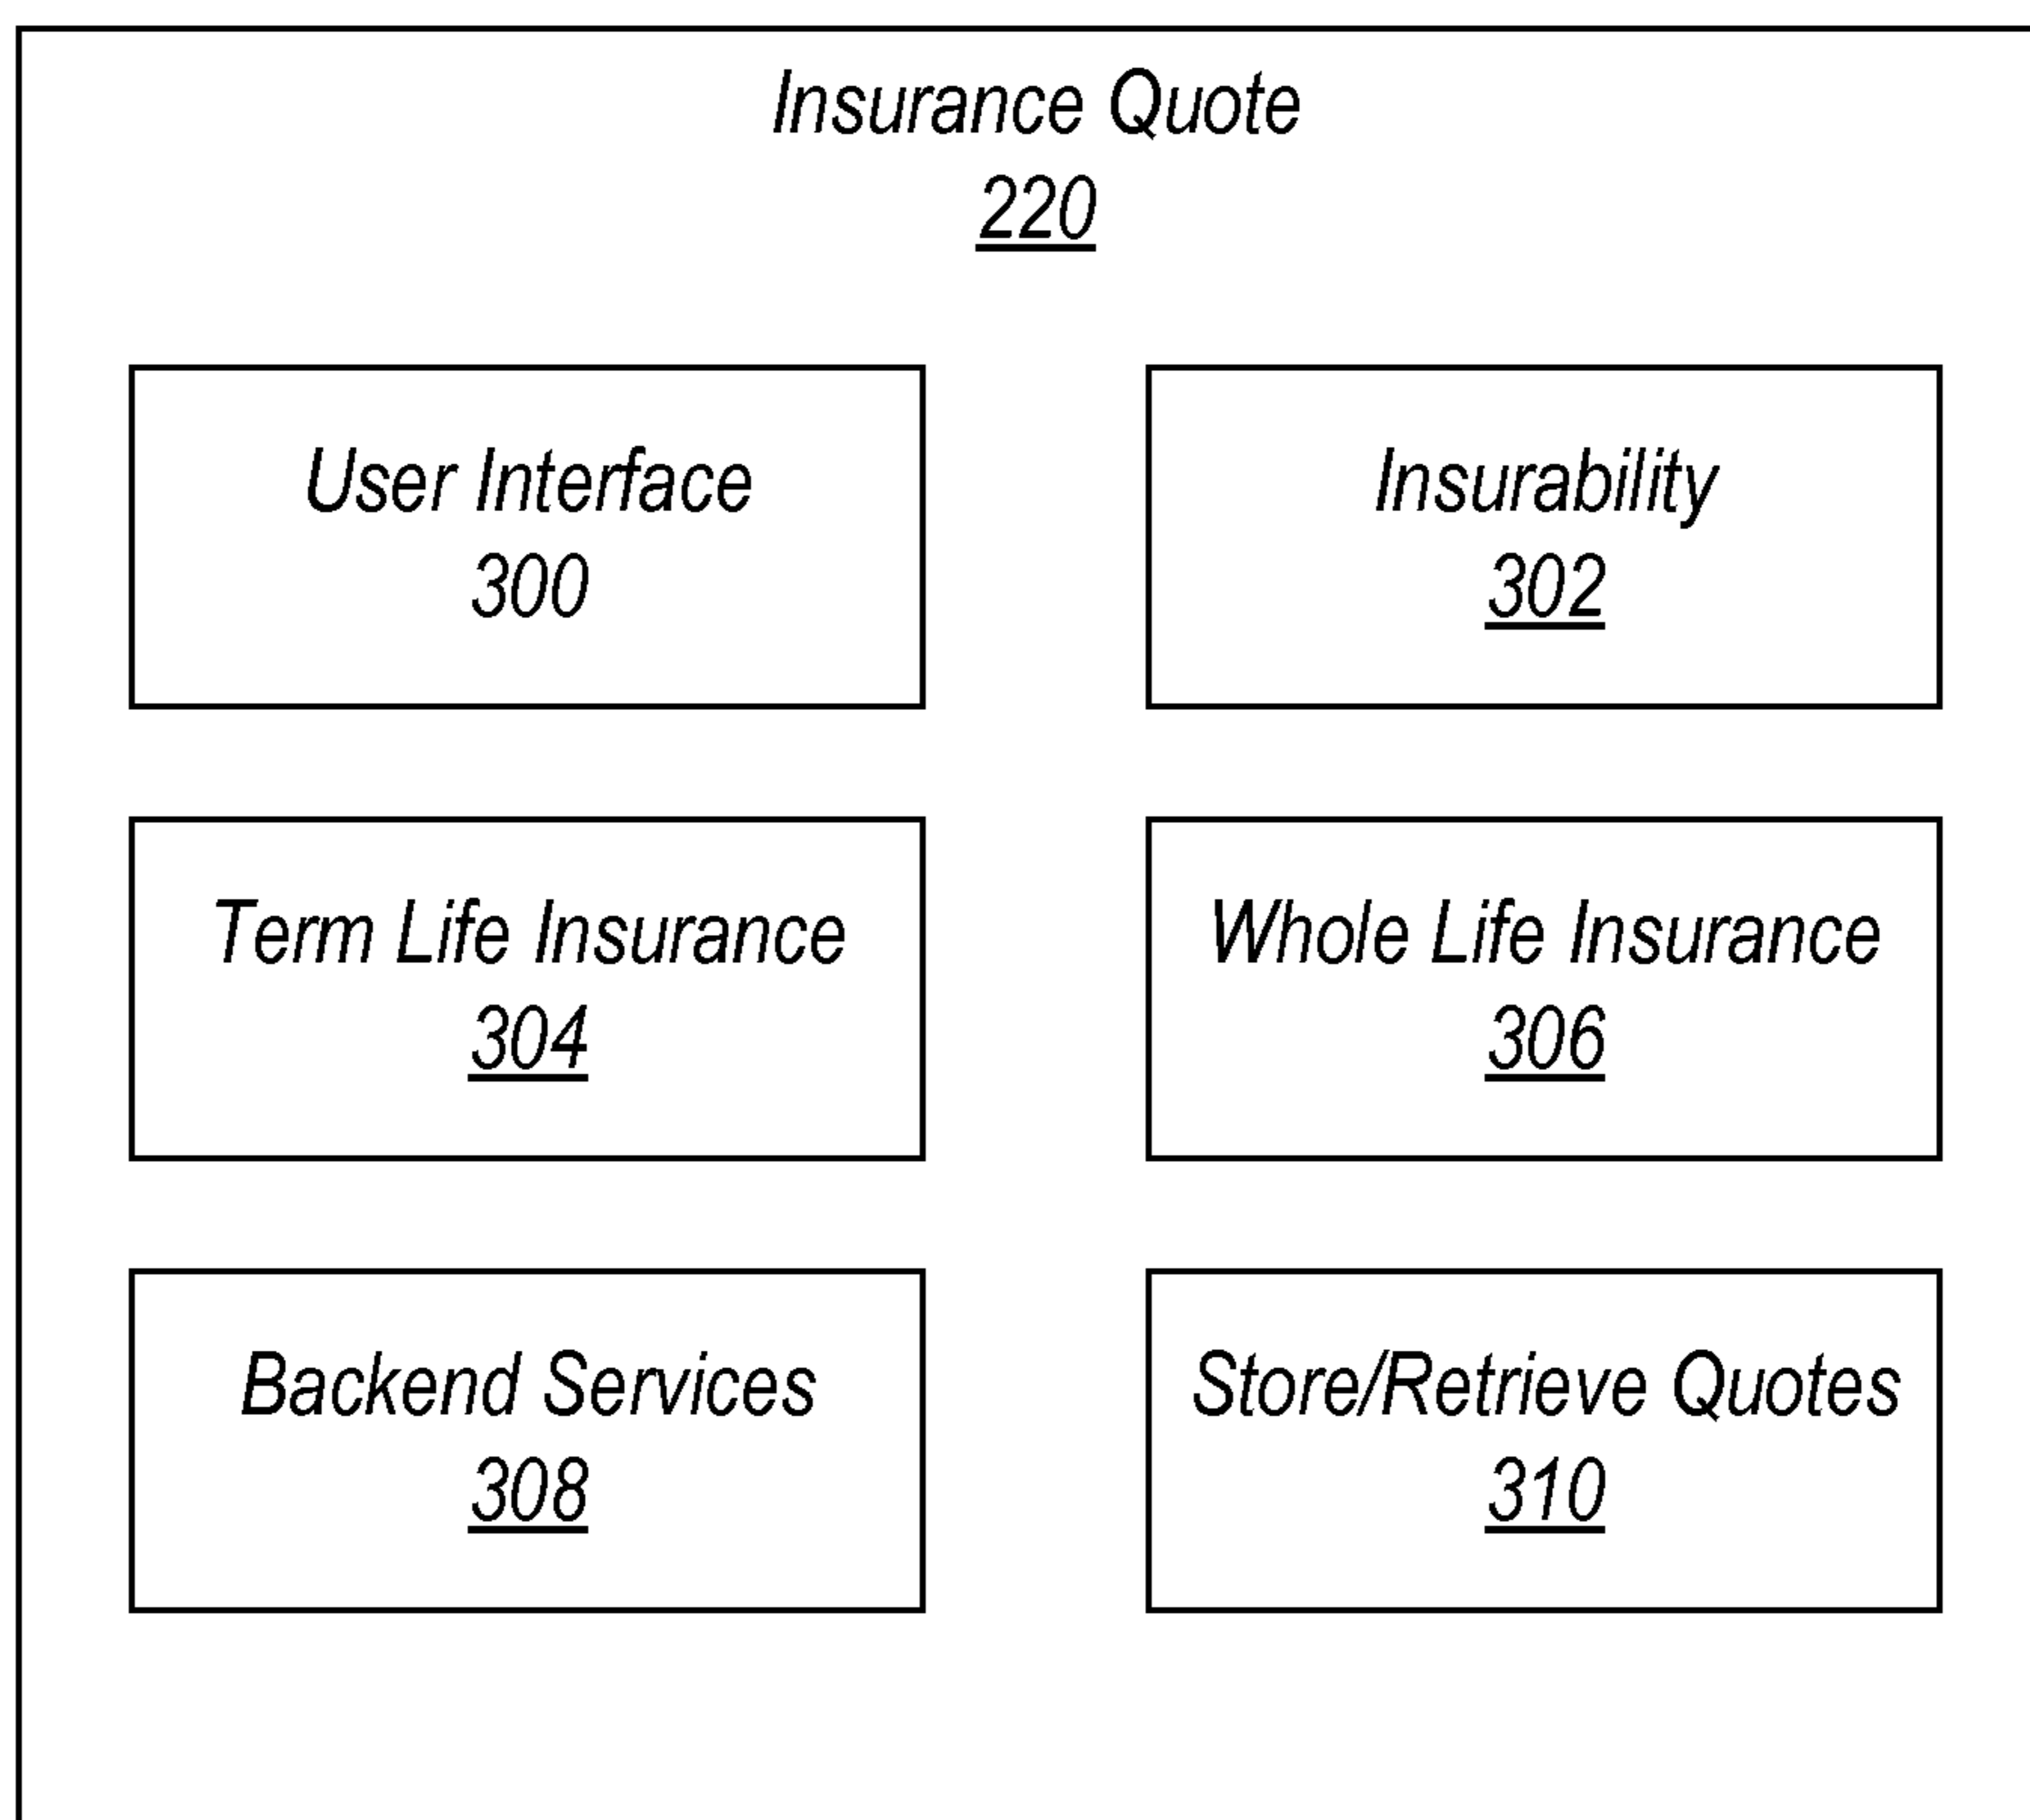 Insurance Quote
220
User Interface
300
Insurability
302
Term Life Insurance
304
Whole Life Insurance
306
Backend Services
308
Store/Retrieve Quotes
310